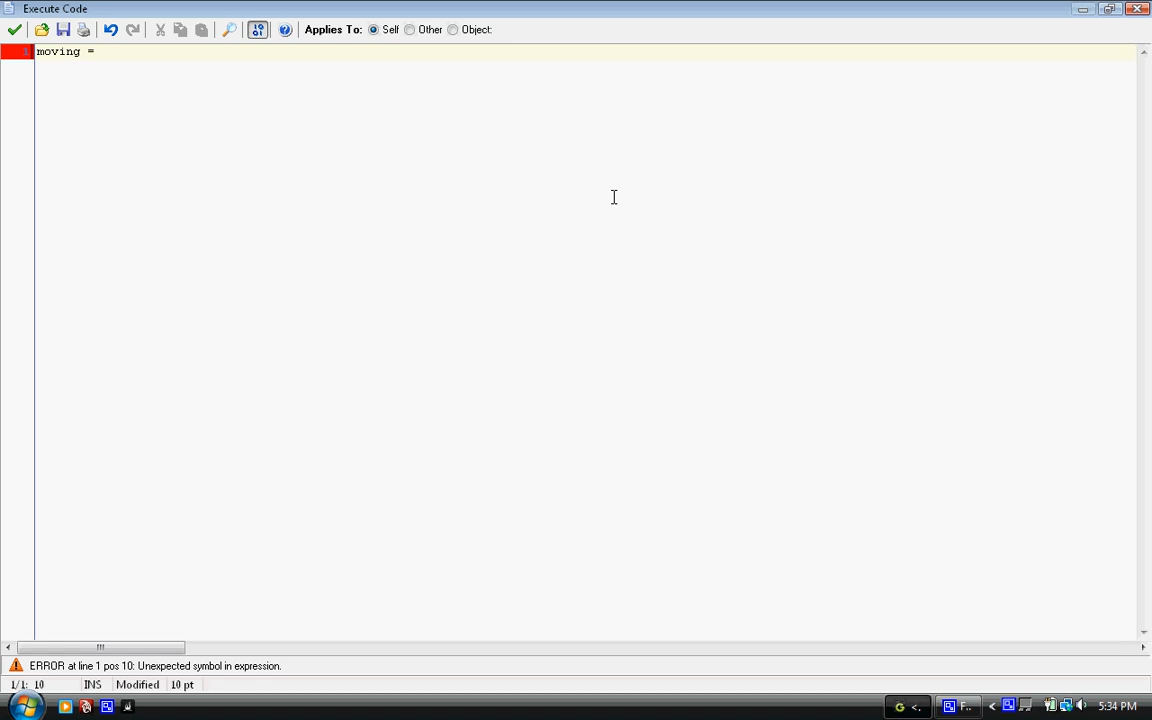 Execute Code
Applies To: Self Other Object:
1 moving =
ERROR at line 1 pos 10: Unexpected symbol in expression.
1/1: 10 INS Modified 10 pt
<. F.. < 5:34 PM